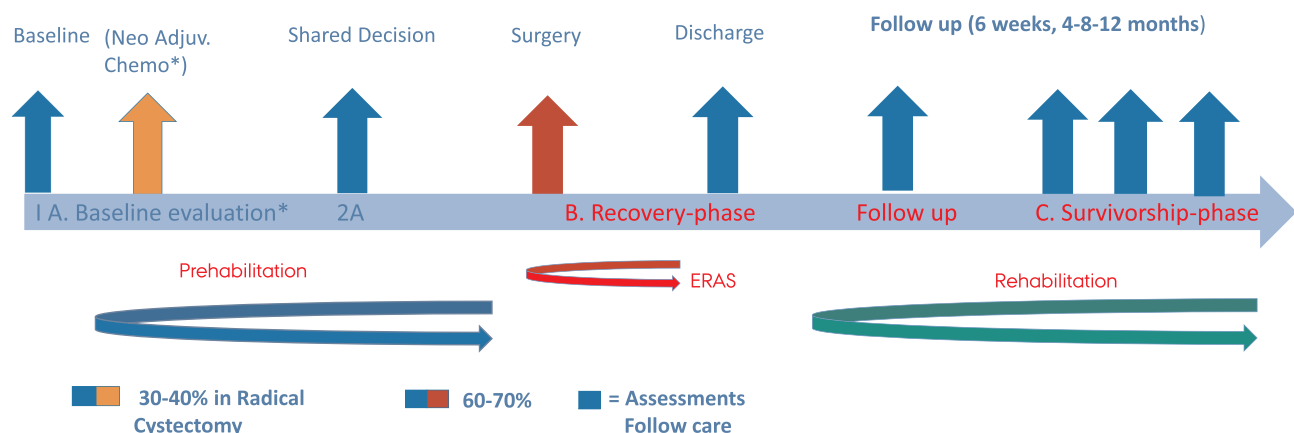 Baseline
(Neo Adjuv.
Chemo*)
Shared Decision
Surgery
Discharge
Follow up (6 weeks, 4-8-12 months)
I A. Baseline evaluation*
2A
B. Recovery-phase
Follow up
C. Survivorship-phase
Prehabilitation
ERAS
Rehabilitation
30-40% in Radical
Cystectomy
60-70%
= Assessments
Follow care